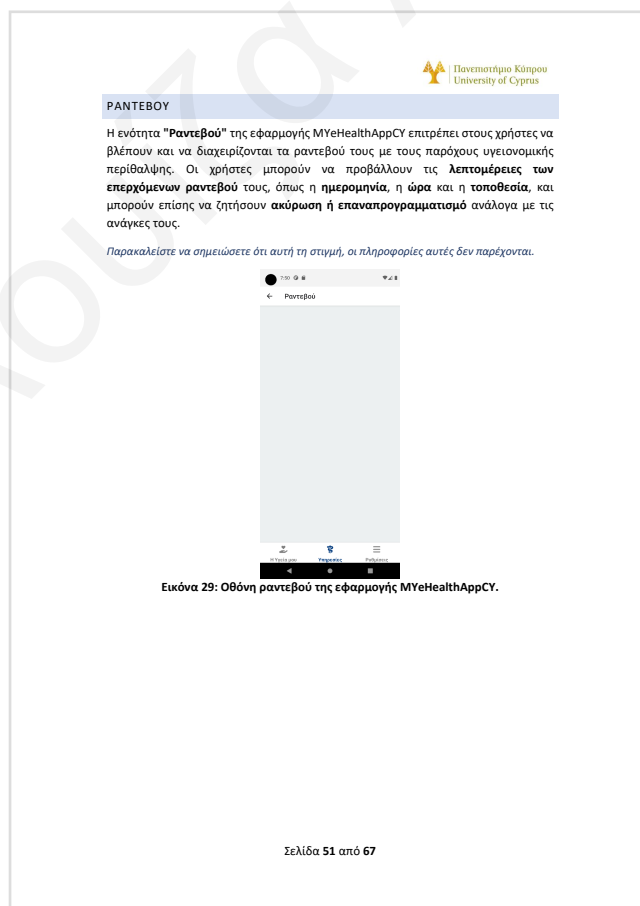 Πανεπιστήμιο Κύπρου
University of Cyprus
ΡΑΝΤΕΒΟΥ
Η ενότητα "Ραντεβού" της εφαρμογής MYeHealthAppCY επιτρέπει στους χρήστες να
βλέπουν και να διαχειρίζονται τα ραντεβού τους με τους παρόχους υγειονομικής
περίθαλψης. Οι χρήστες μπορούν να προβάλλουν τις λεπτομέρειες των
επερχόμενων ραντεβού τους, όπως η ημερομηνία, η ώρα και η τοποθεσία, και
μπορούν επίσης να ζητήσουν ακύρωση ή επαναπρογραμματισμό ανάλογα με τις
ανάγκες τους.
Παρακαλείστε να σημειώσετε ότι αυτή τη στιγμή, οι πληροφορίες αυτές δεν παρέχονται.
7:50
Ραντεβού
Η Υγεία μου Υπηρεσίες Ρυθμίσεις
Εικόνα 29: Οθόνη ραντεβού της εφαρμογής MYeHealthAppCY.
Σελίδα 51 από 67